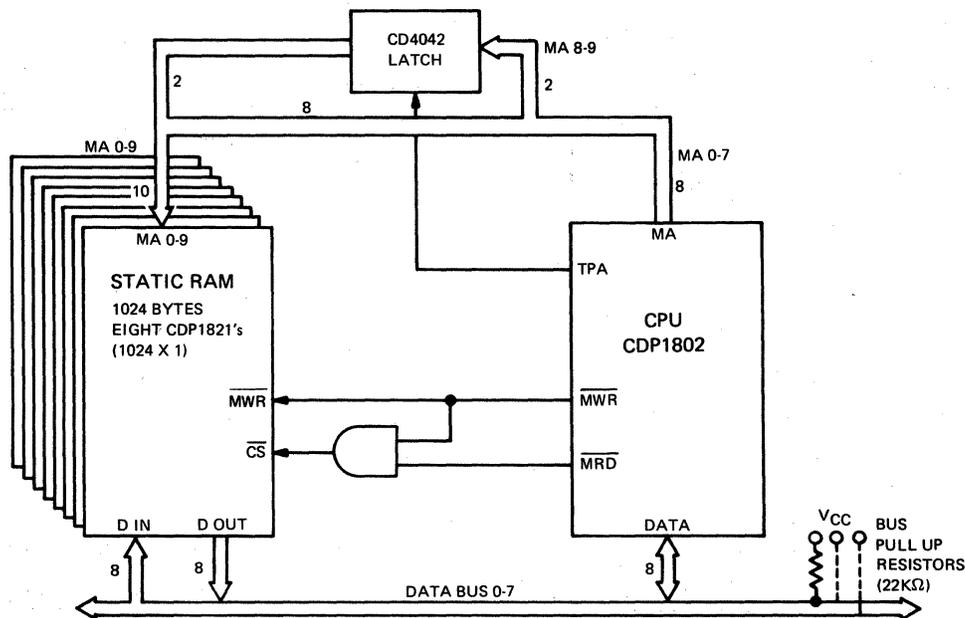 CD4042
LATCH
MA 8-9
2
2
8
MA 0-9
MA 0-7
8
10
MA 0-9
MA
STATIC RAM
1024 BYTES
EIGHT CDP1821's
(1024 X 1)
TPA
CPU
CDP1802
MWR
MWR
CS
MRD
D IN
D OUT
DATA
VCC
BUS
PULL UP
RESISTORS
(22KΩ)
8
8
8
DATA BUS 0-7